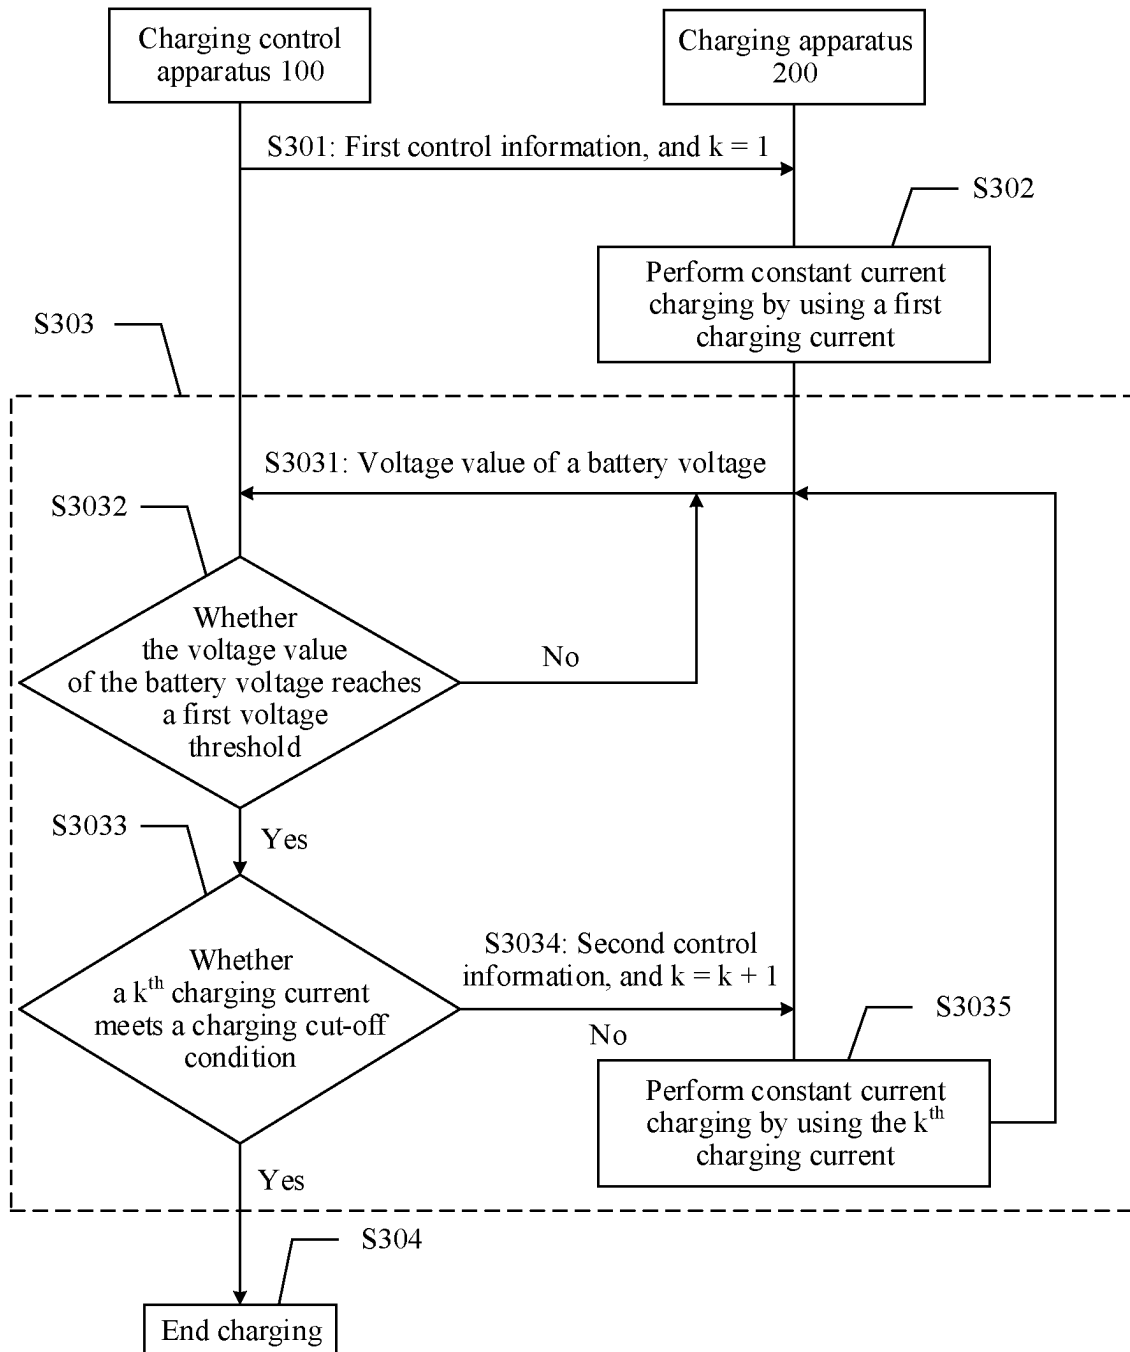 Charging control
apparatus 100
Charging apparatus
200
S301: First control information, and k = 1
S302
Perform constant current
charging by using a first
charging current
S303
S3031: Voltage value of a battery voltage
S3032
Whether
the voltage value
of the battery voltage reaches
a first voltage
threshold
No
S3033
Yes
Whether
a kth charging current
meets a charging cut-off
condition
S3034: Second control
information, and k = k + 1
No
S3035
Perform constant current
charging by using the kth
charging current
Yes
S304
End charging